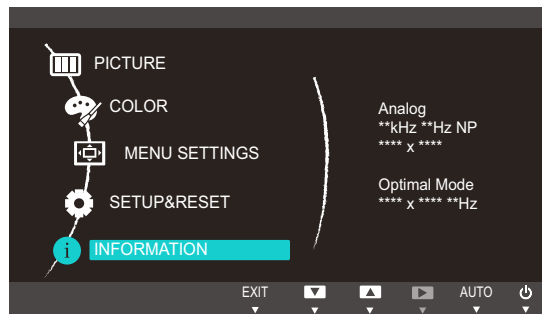 PICTURE
COLOR
MENU SETTINGS
SETUP&RESET
i INFORMATION
Analog
**kHz **Hz NP
**** x ****
Optimal Mode
**** x **** **Hz
EXIT AUTO